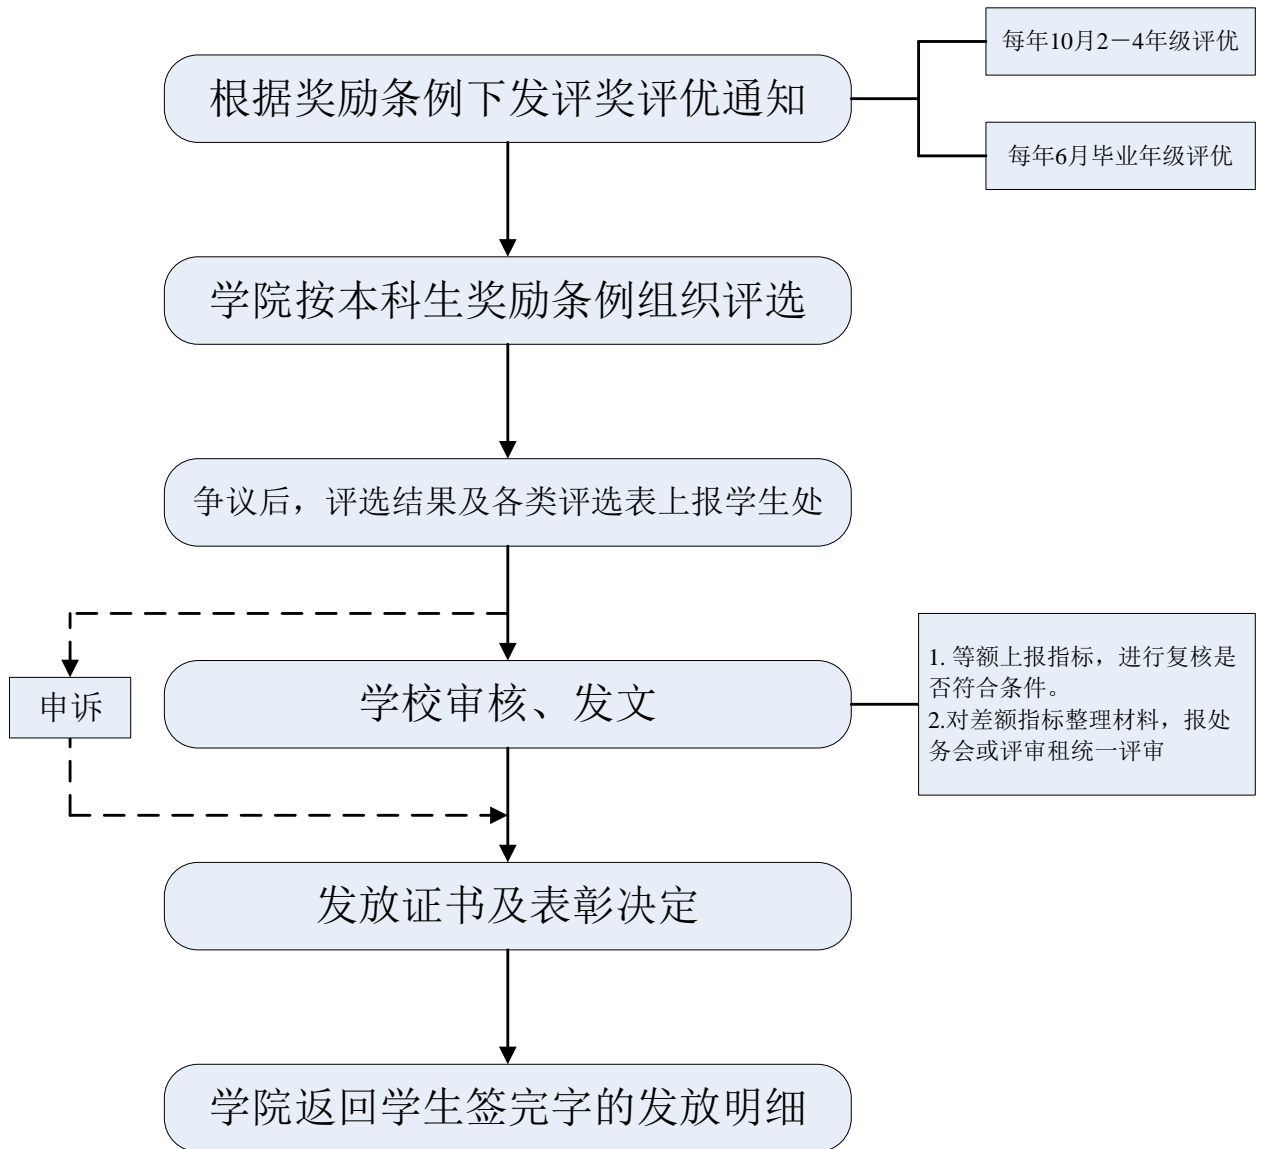 每年10月2－4年级评优
根据奖励条例下发评奖评优通知
每年6月毕业年级评优
学院按本科生奖励条例组织评选
争议后，评选结果及各类评选表上报学生处
申诉
学校审核、发文
1. 等额上报指标，进行复核是
否符合条件。
2.对差额指标整理材料，报处
务会或评审租统一评审
发放证书及表彰决定
学院返回学生签完字的发放明细